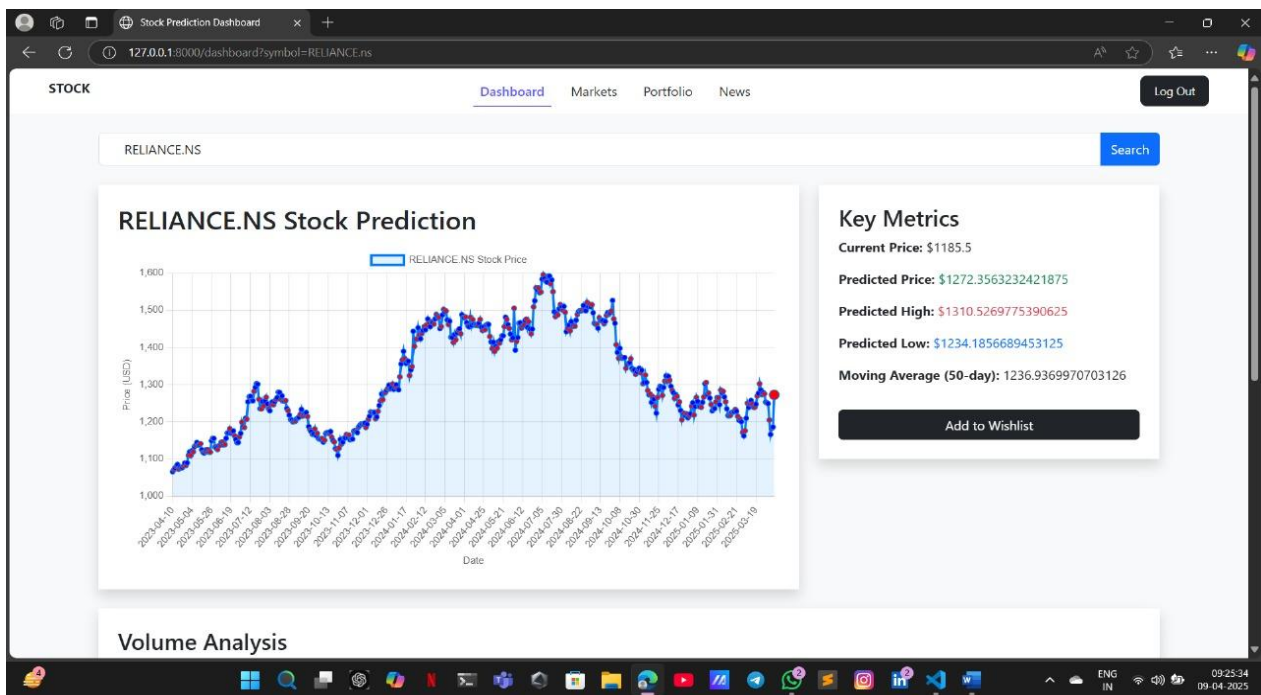 Stock Prediction Dashboard
127.0.0.1:8000/dashboard?symbol=RELIANCE.ns
STOCK
Dashboard Markets Portfolio News
Log Out
RELIANCE.NS
Search
RELIANCE.NS Stock Prediction
RELIANCE.NS Stock Price
1,600
1,500
1,400
1,300
1,200
1,100
1,000
Price (USD)
2023-04-10
2023-05-04
2023-05-26
2023-06-19
2023-07-12
2023-08-03
2023-08-28
2023-09-20
2023-10-13
2023-11-07
2023-12-01
2023-12-26
2024-01-17
2024-02-12
2024-03-05
2024-04-01
2024-04-25
2024-05-21
2024-06-12
2024-07-05
2024-07-30
2024-08-22
2024-09-13
2024-10-08
2024-10-30
2024-11-25
2024-12-17
2025-01-09
2025-01-31
2025-02-21
2025-03-19
Date
Key Metrics
Current Price: $1185.5
Predicted Price: $1272.3563232421875
Predicted High: $1310.5269775390625
Predicted Low: $1234.1856689453125
Moving Average (50-day): 1236.9369970703126
Add to Wishlist
Volume Analysis
ENG
IN
09:25:34
09-04-2025